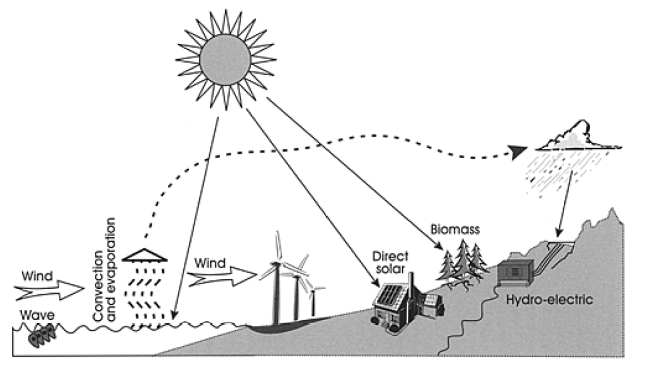 Wind
Wave
Convection
and evaporation
Wind
Direct
solar
Biomass
Hydro-electric